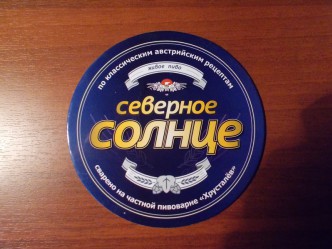 по классическим австрийским рецептам
живое пиво
северное
солнце
сварено на частной пивоварне «Хрусталёв»